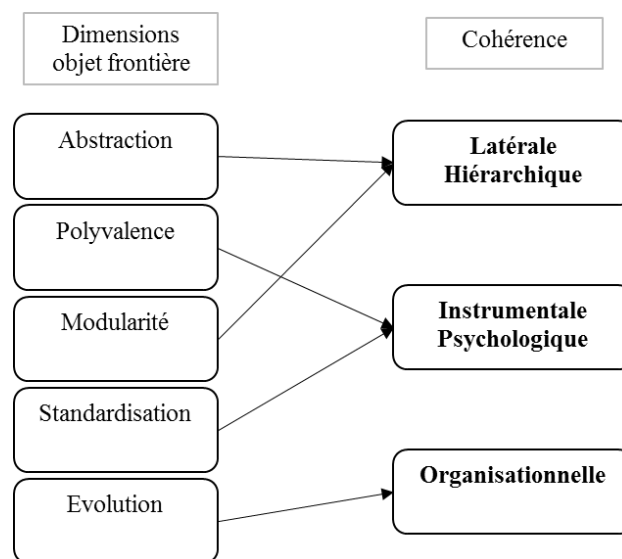 Dimensions
objet frontière
Cohérence
Abstraction
Polyvalence
Modularité
Standardisation
Evolution
Latérale
Hiérarchique
Instrumentale
Psychologique
Organisationnelle